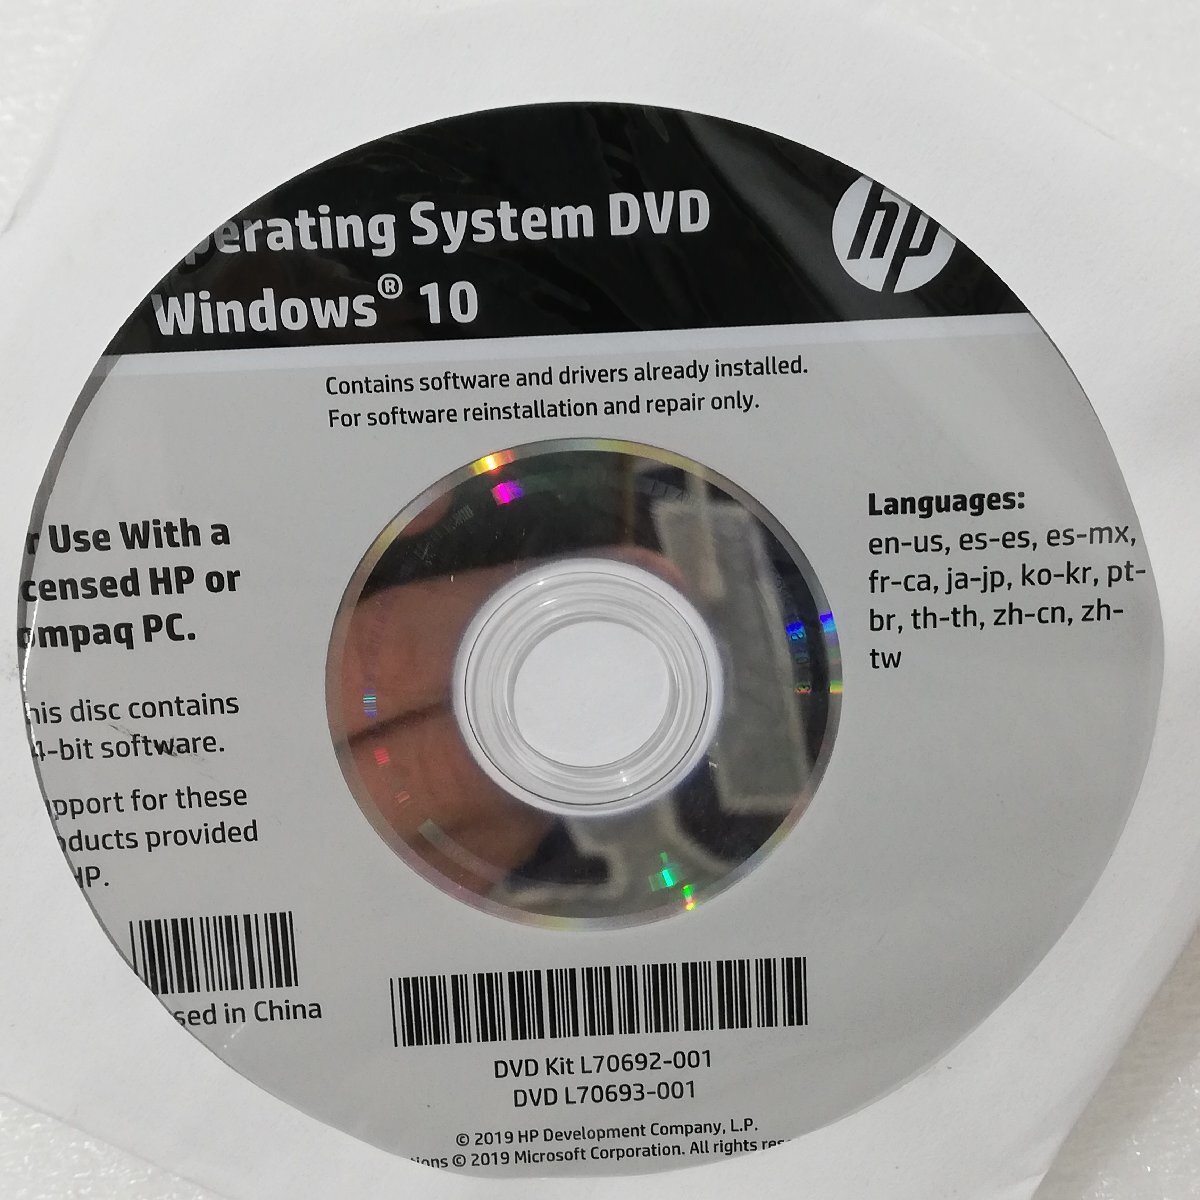 perating System DVD
Windows® 10
hp
Contains software and drivers already installed.
For software reinstallation and repair only.
r Use With a
censed HP or
ompaq PC.
his disc contains
4-bit software.
pport for these
ducts provided
HP.
sed in China
Languages:
en-us, es-es, es-mx,
fr-ca, ja-jp, ko-kr, pt-
br, th-th, zh-cn, zh-
tw
DVD Kit L70692-001
DVD L70693-001
© 2019 HP Development Company, L.P.
ions © 2019 Microsoft Corporation. All rights res